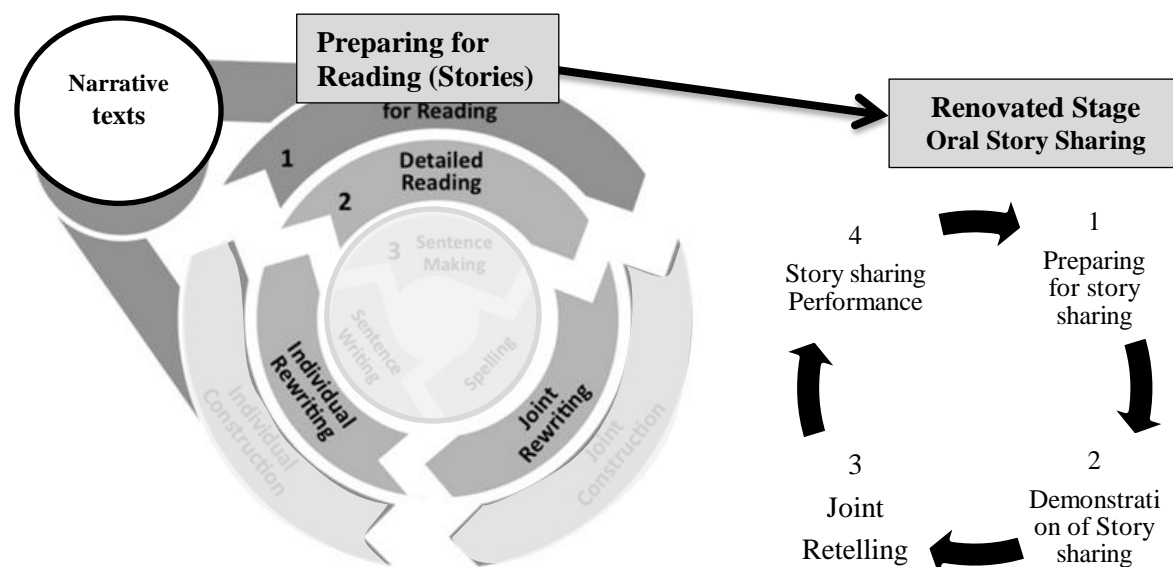 Narrative
texts
Preparing for
Reading (Stories)
for Reading
1
Detailed
Reading
2
3
Sentence
Making
Sentence
Writing
Spelling
Individual
Rewriting
Joint
Rewriting
Individual
Construction
Joint
Construction
Renovated Stage
Oral Story Sharing
1
Preparing
for story
sharing
2
Demonstrati
on of Story
sharing
3
Joint
Retelling
4
Story sharing
Performance